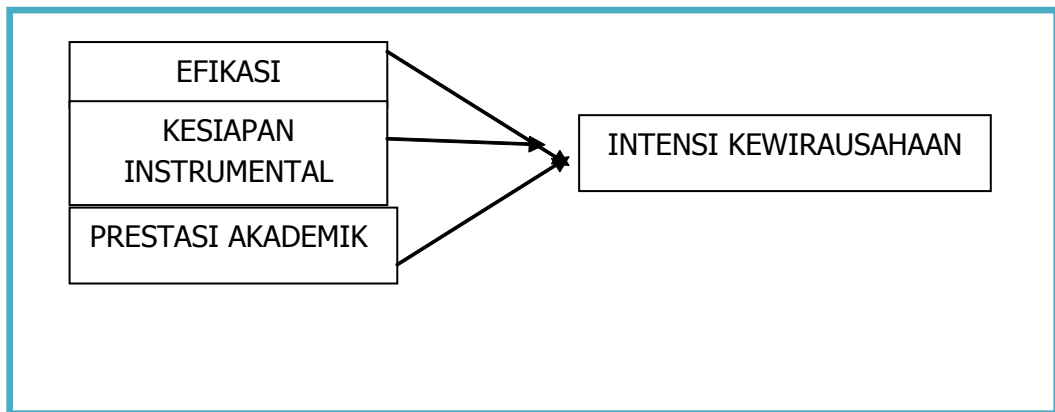 EFIKASI
KESIAPAN
INSTRUMENTAL
PRESTASI AKADEMIK
INTENSI KEWIRAUSAHAAN